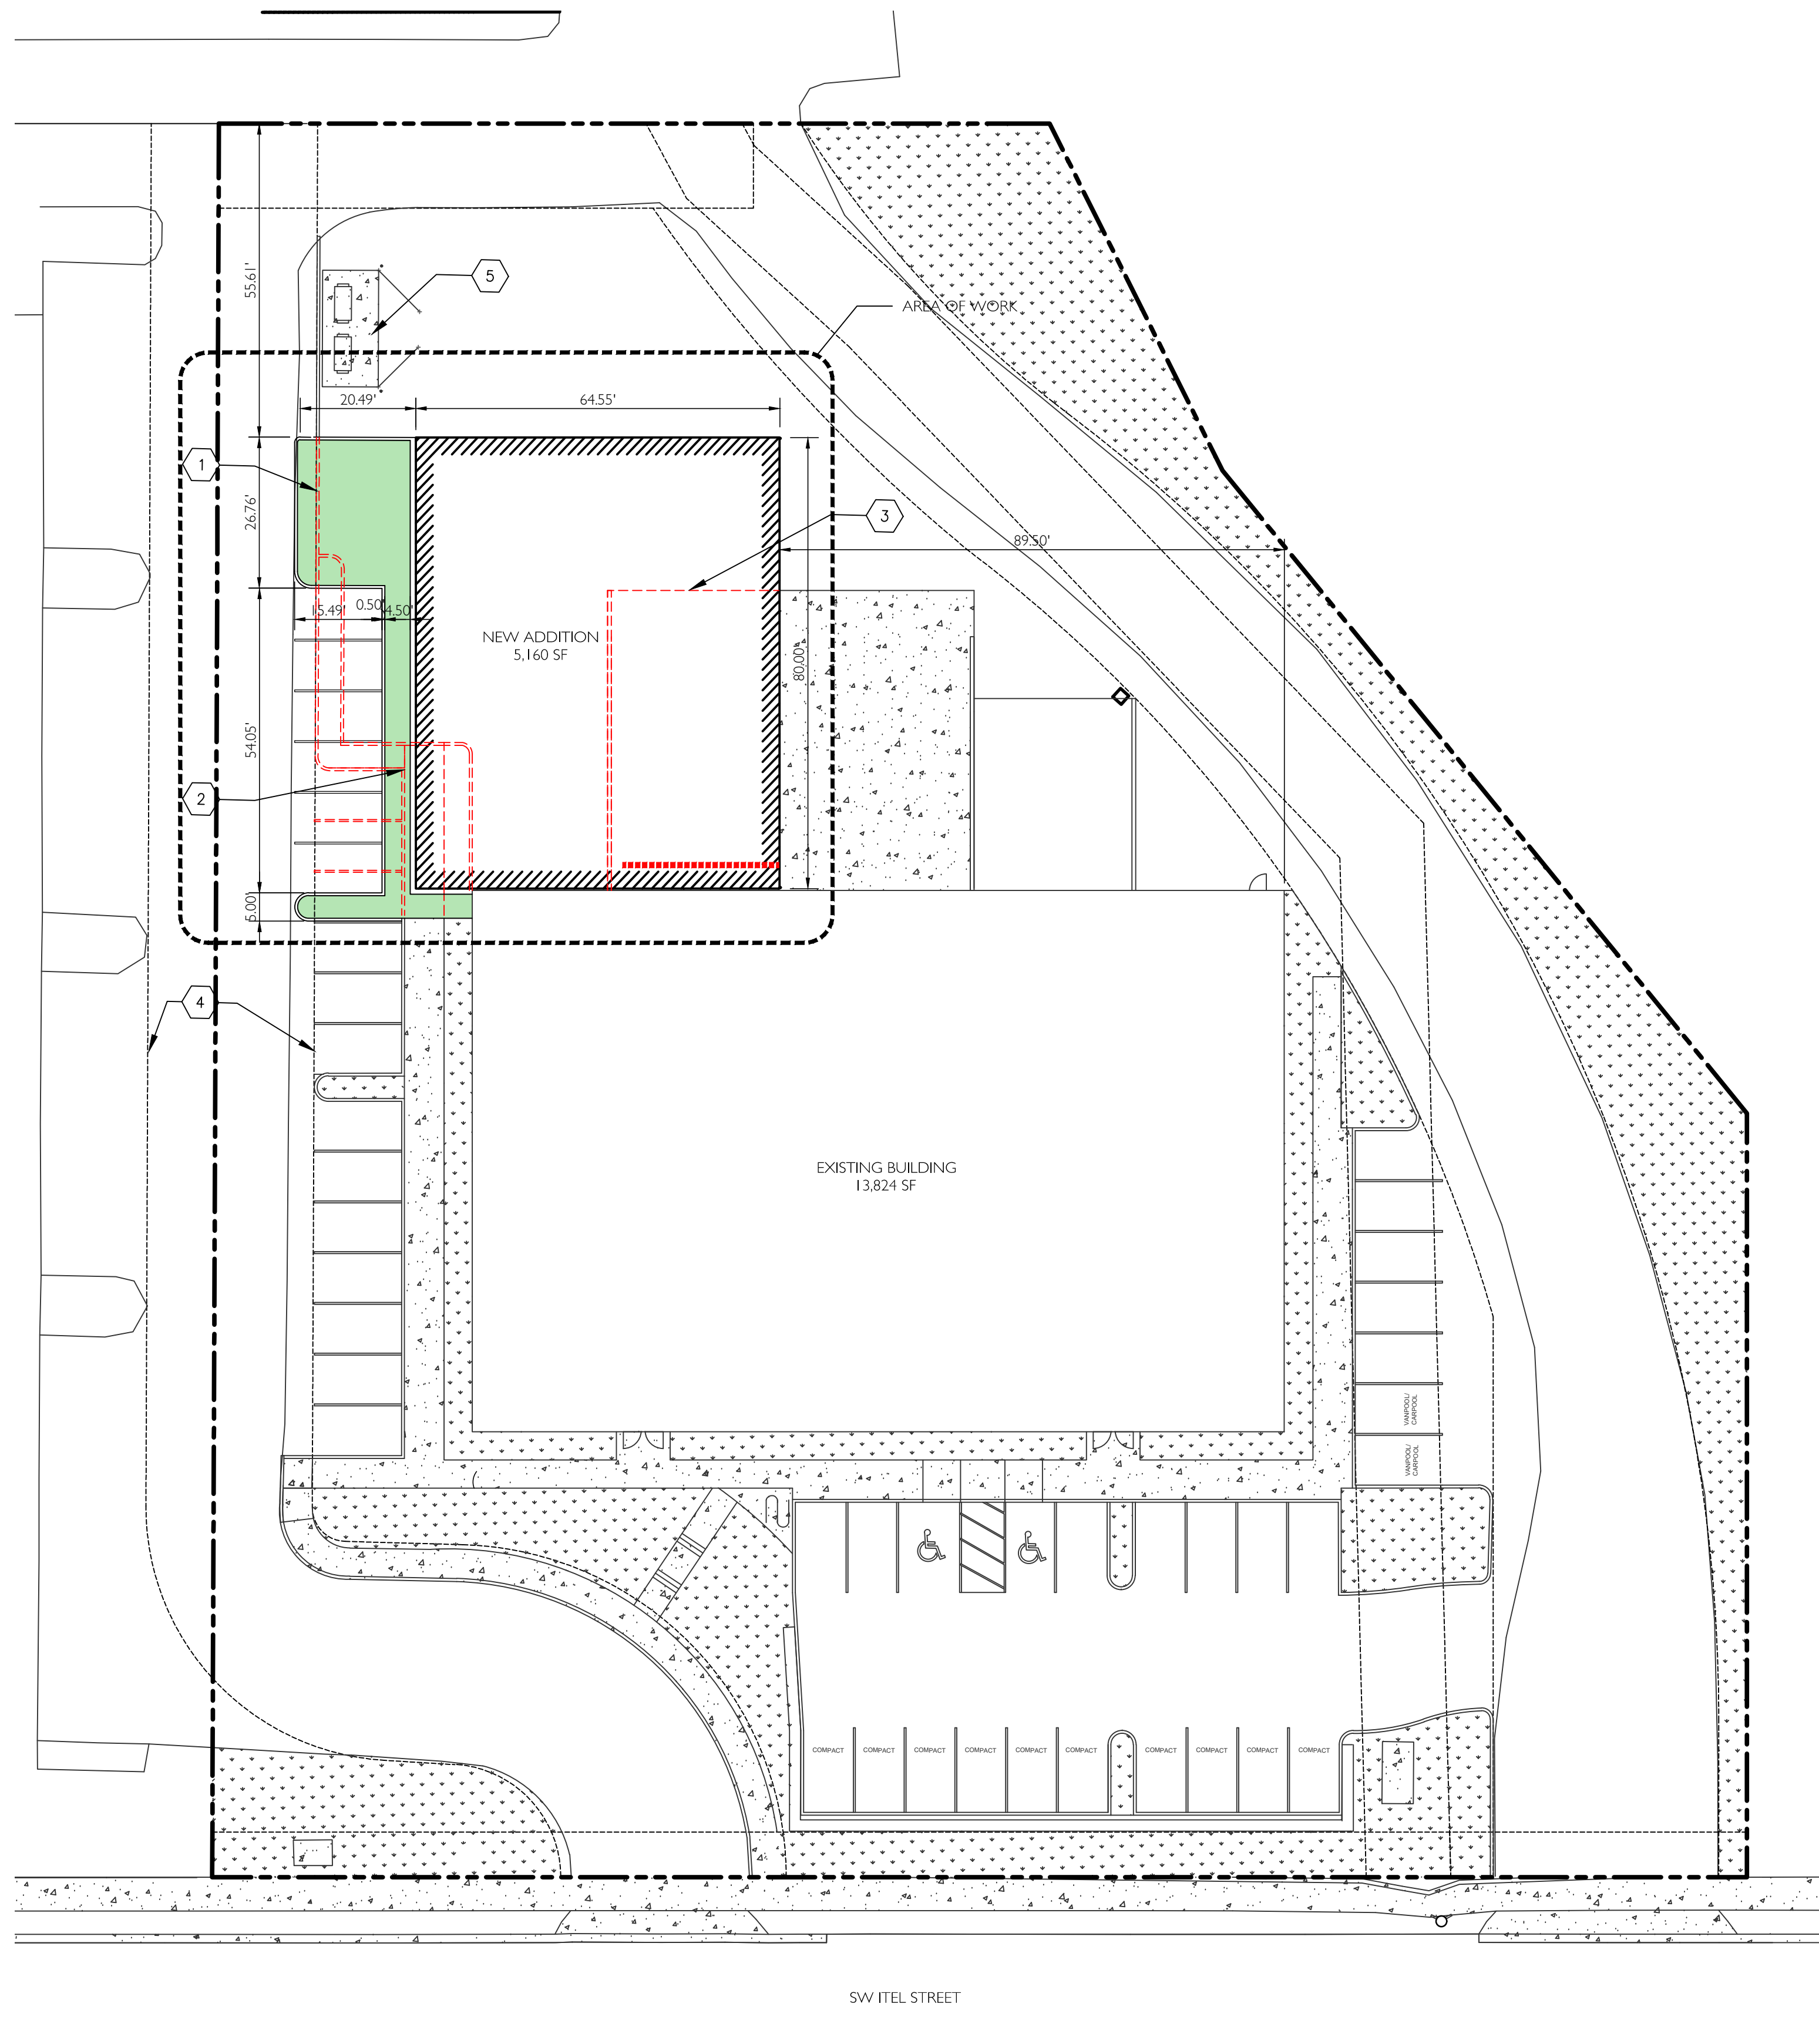 55.61'
5
AREA OF WORK
20.49'
64.55'
1
26.76'
3
89.50'
15.49'
0.50'
4.50'
NEW ADDITION
5,160 SF
80.00'
54.05'
2
5.00'
4
EXISTING BUILDING
13,824 SF
VANPOOL/
CARPOOL
VANPOOL/
CARPOOL
COMPACT
COMPACT
COMPACT
COMPACT
COMPACT
COMPACT
COMPACT
COMPACT
COMPACT
COMPACT
SW ITEL STREET